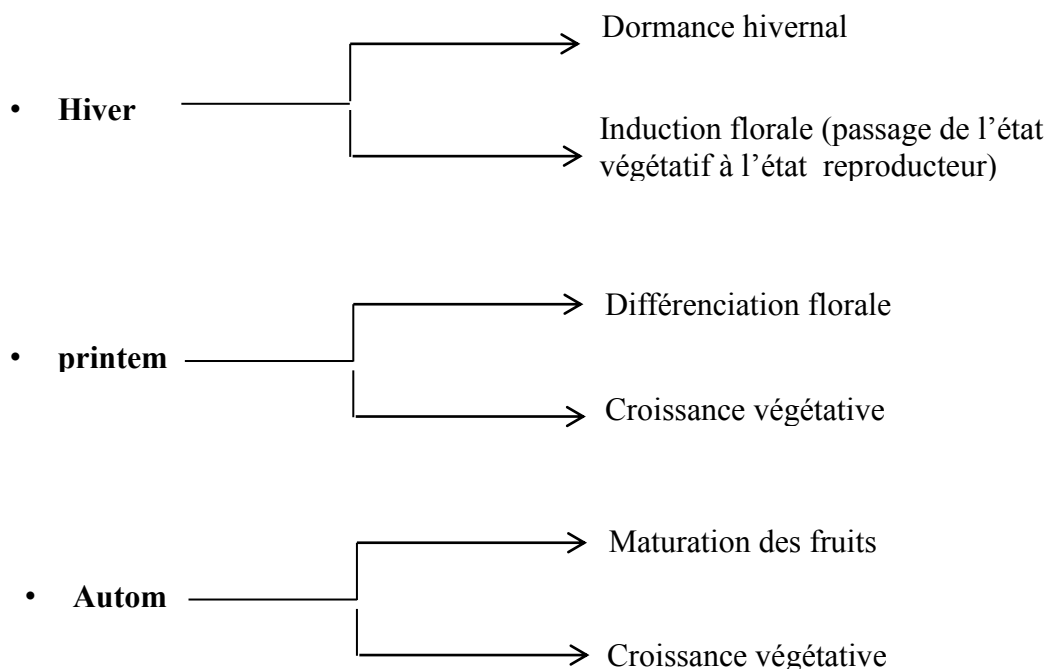 Dormance hivernal
• Hiver
Induction florale (passage de l’état
végétatif à l’état reproducteur)
Différenciation florale
• printem
Croissance végétative
Maturation des fruits
• Autom
Croissance végétative